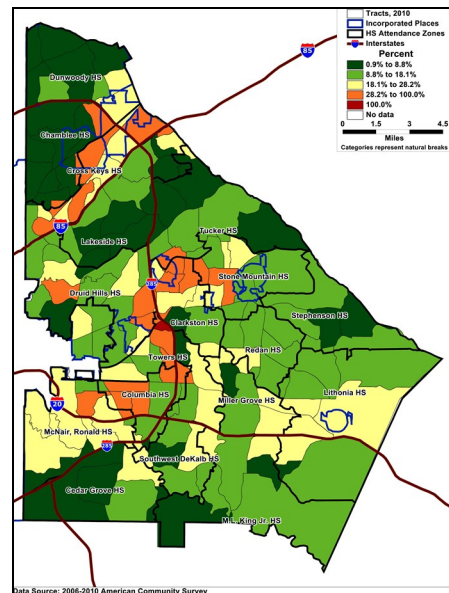 Tracts, 2010
Incorporated Places
HS Attendance Zones
Interstates
Percent
0.9% to 8.8%
8.8% to 18.1%
18.1% to 28.2%
28.2% to 100.0%
100.0%
No data
0 1.5 3 4.5
Miles
Categories represent natural breaks
85
Dunwoody HS
Chamblee HS
Cross Keys HS
85
Tucker HS
Lakeside HS
Stone Mountain HS
285
Druid Hills HS
Stephenson HS
Clarkston HS
Redan HS
Towers HS
Lithonia HS
Columbia HS
Miller Grove HS
20
McNair, Ronald HS
285
Southwest DeKalb HS
Cedar Grove HS
M.L. King Jr. HS
Data Source: 2006-2010 American Community Survey